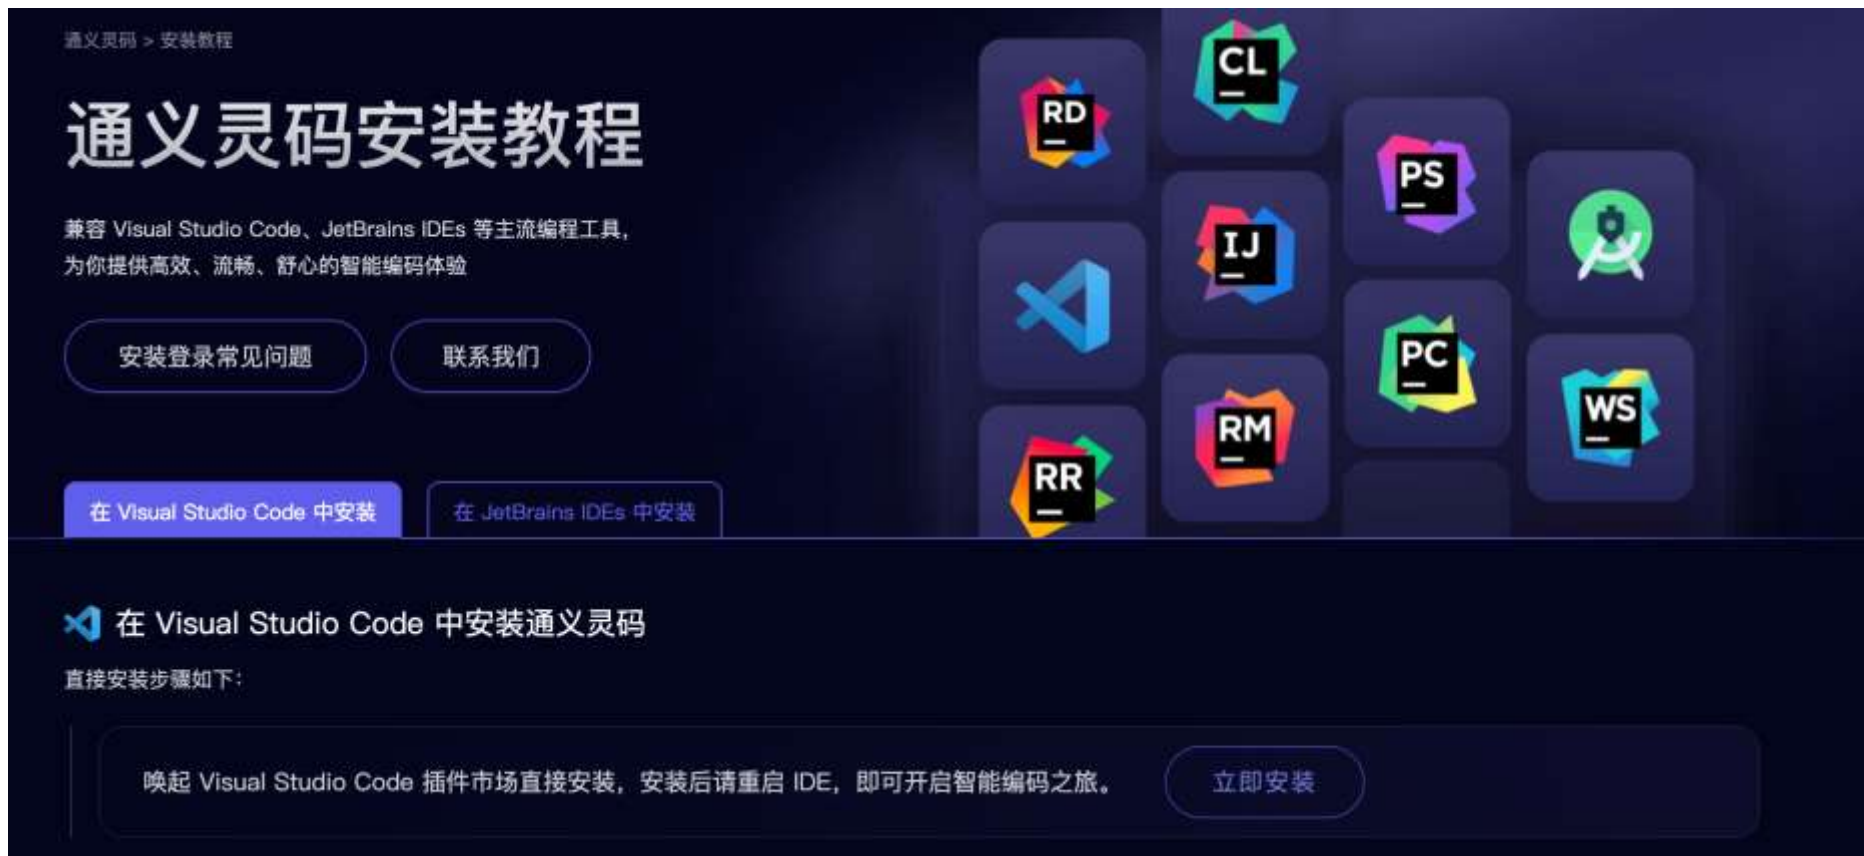 通义灵码 > 安装教程
通义灵码安装教程
兼容 Visual Studio Code、JetBrains IDEs 等主流编程工具，
为你提供高效、流畅、舒心的智能编码体验
安装登录常见问题
联系我们
RD
CL
PS
IJ
PC
RM
WS
RR
在 Visual Studio Code 中安装
在 JetBrains IDEs 中安装
在 Visual Studio Code 中安装通义灵码
直接安装步骤如下：
唤起 Visual Studio Code 插件市场直接安装，安装后请重启 IDE，即可开启智能编码之旅。
立即安装